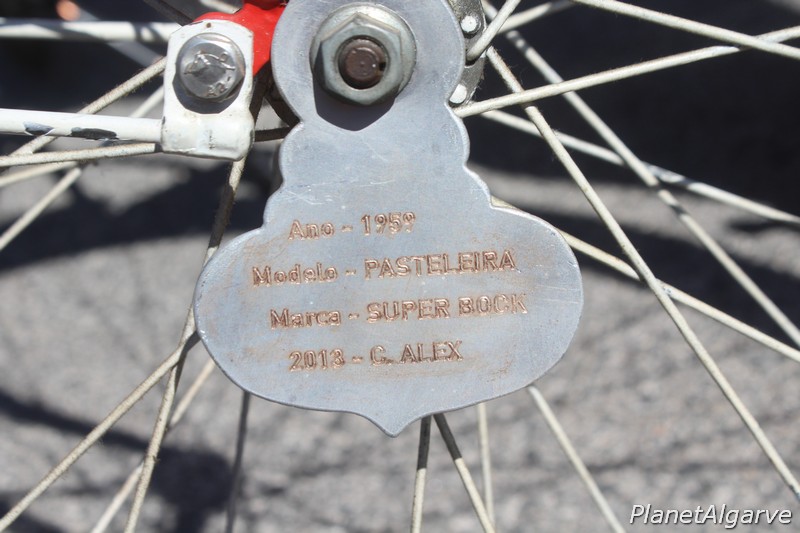 Ano - 1959
Modelo - PASTELEIRA
Marca - SUPER BOCK
2013 - C. ALEX
PlanetAlgarve